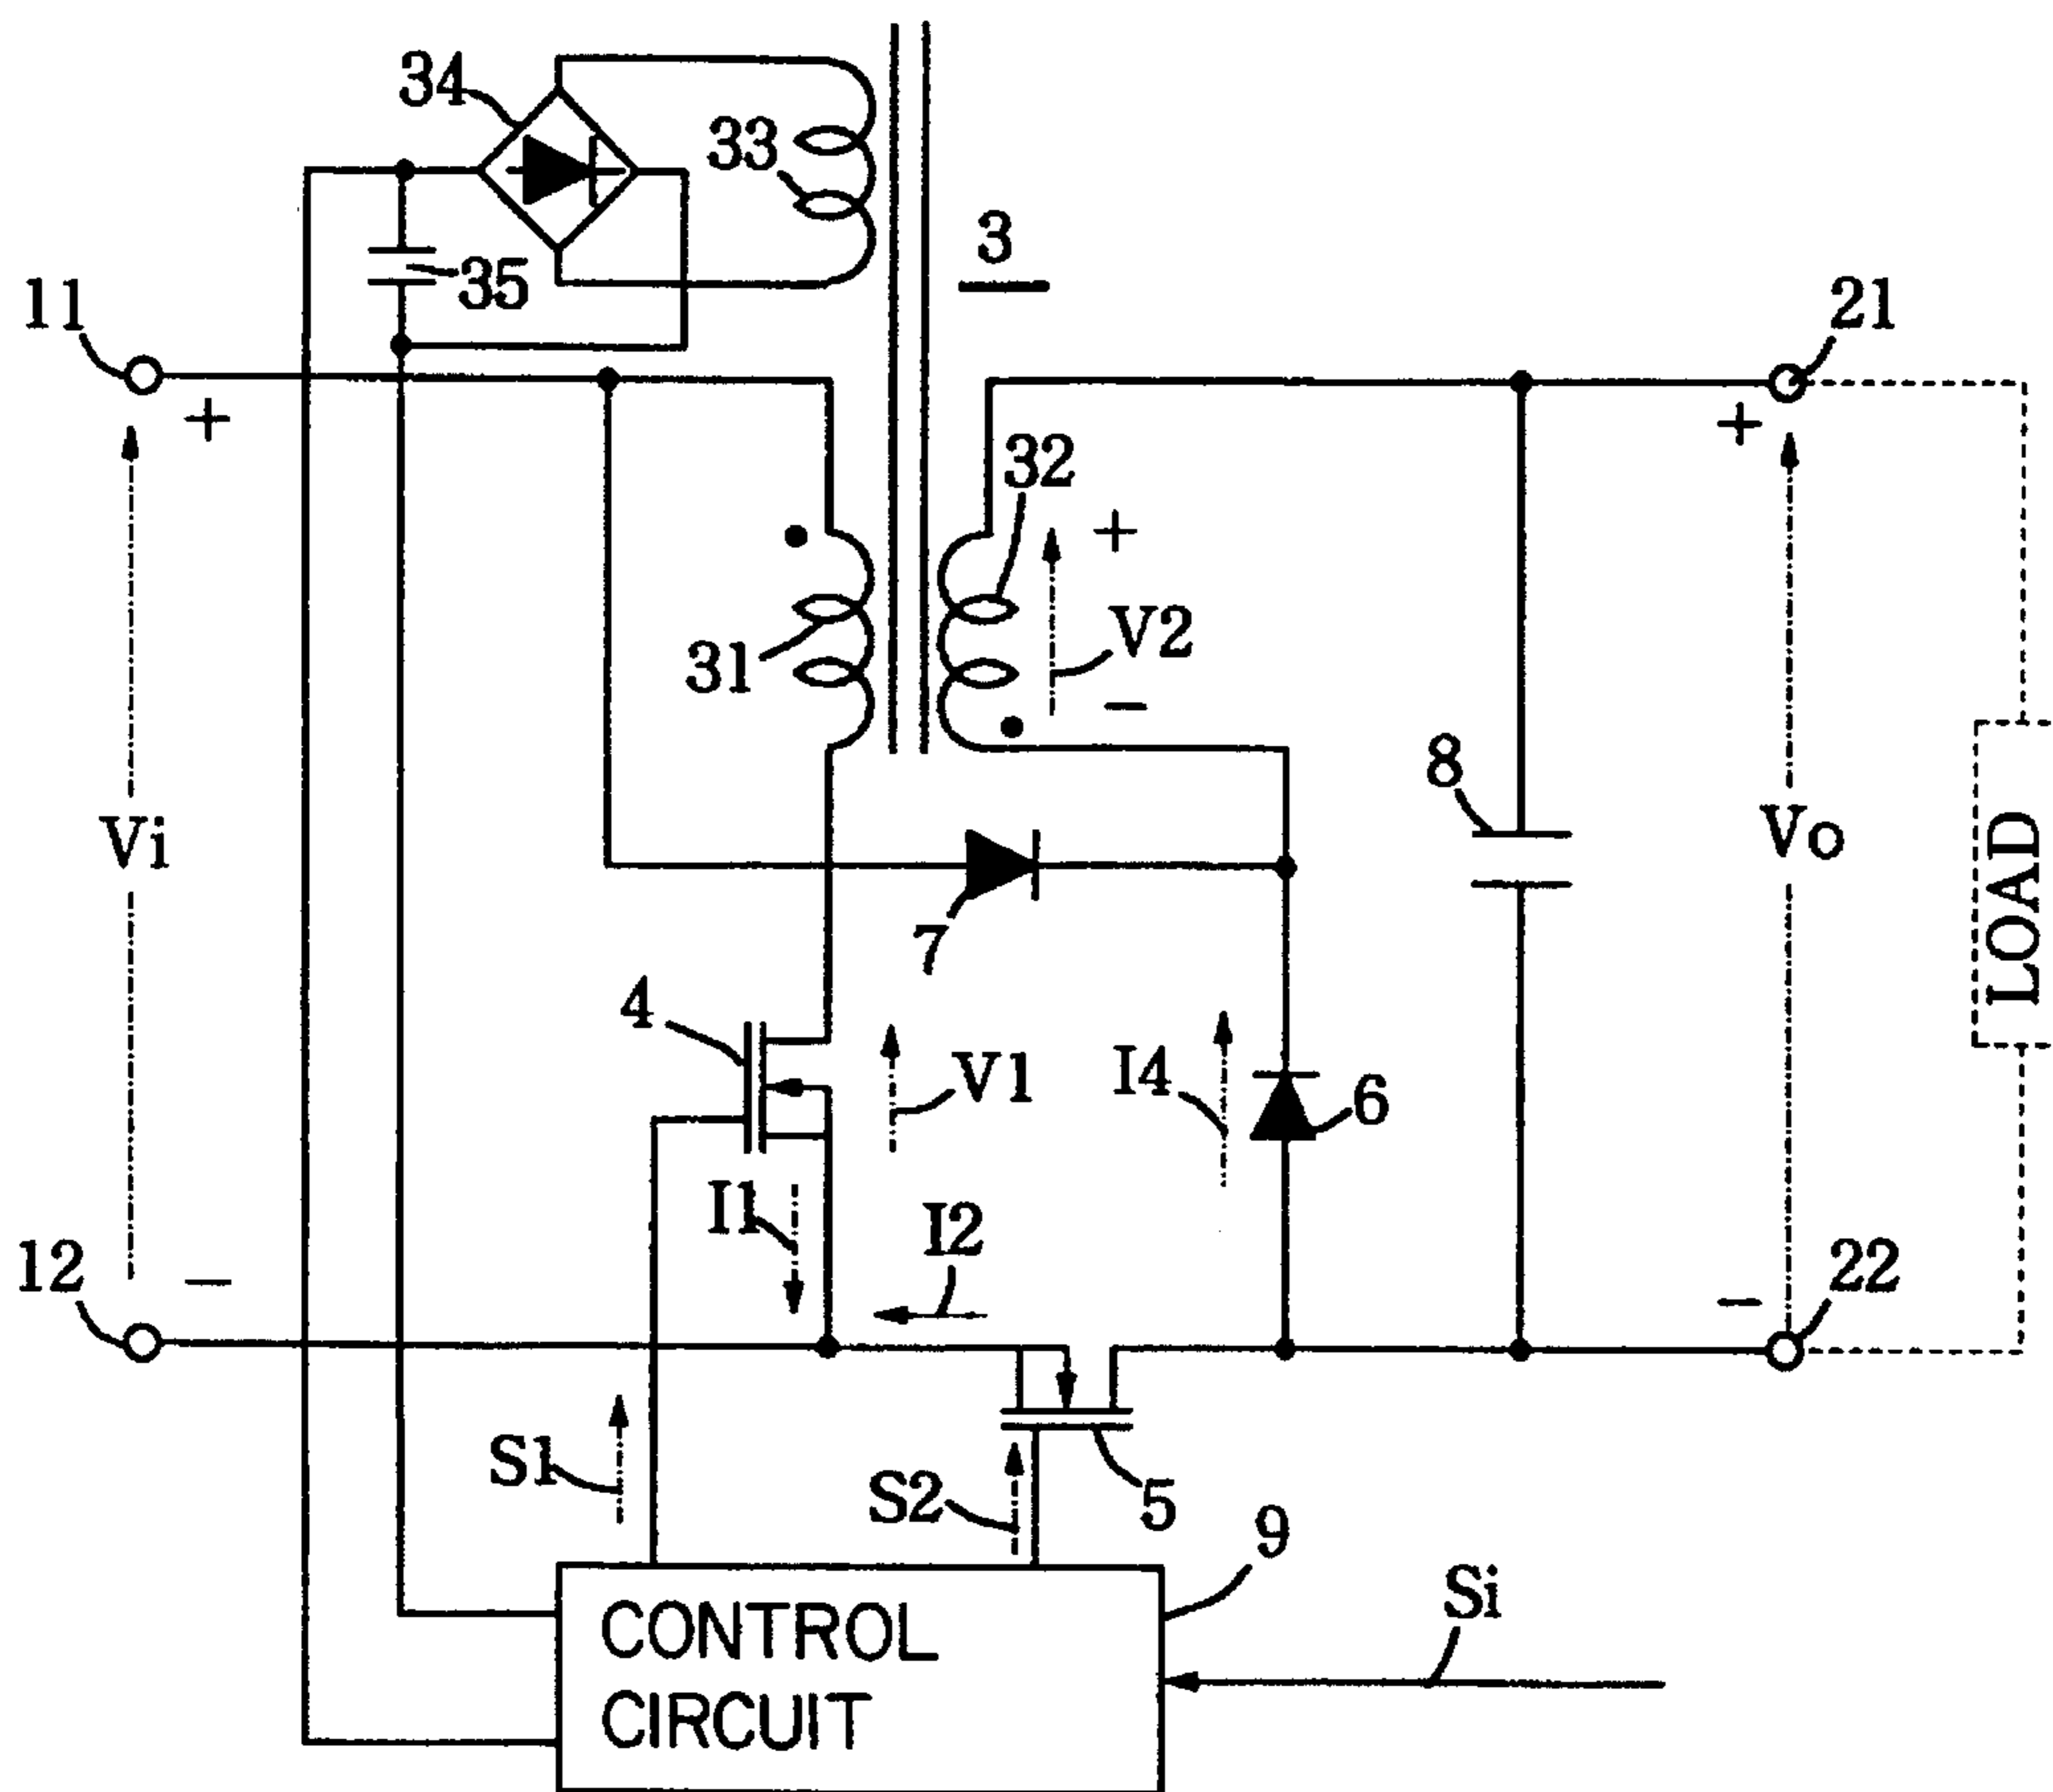 34
33
3
35
11
21
+
+
32
+
V2
31
−
8
Vi
Vo
LOAD
7
4
V1
I4
6
I1
I2
12
−
−
22
S1
S2
5
9
Si
CONTROL
CIRCUIT